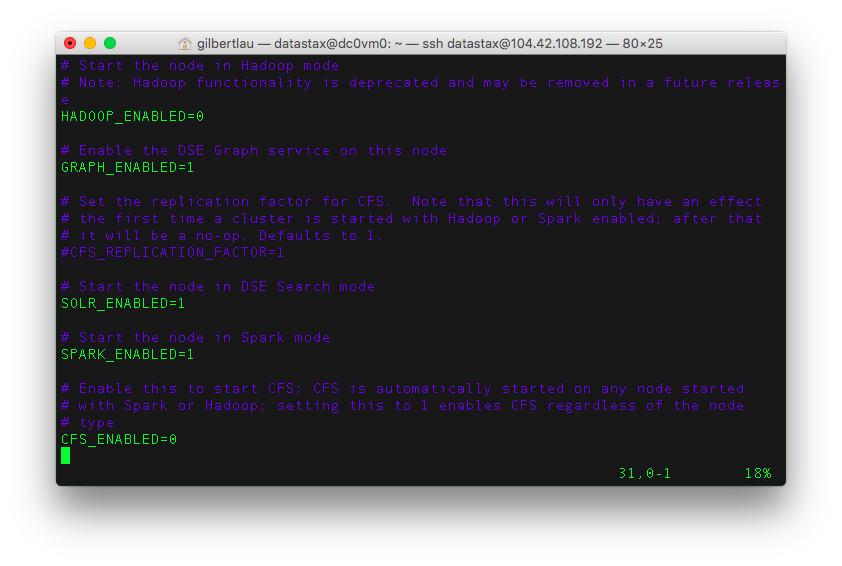 gilbertlau — datastax@dc0vm0: ~ — ssh datastax@104.42.108.192 — 80×25
# Start the node in Hadoop mode
# Note: Hadoop functionality is deprecated and may be removed in a future releas
e
HADOOP_ENABLED=0
# Enable the DSE Graph service on this node
GRAPH_ENABLED=1
# Set the replication factor for CFS.  Note that this will only have an effect
# the first time a cluster is started with Hadoop or Spark enabled; after that
# it will be a no-op. Defaults to 1.
#CFS_REPLICATION_FACTOR=1
# Start the node in DSE Search mode
SOLR_ENABLED=1
# Start the node in Spark mode
SPARK_ENABLED=1
# Enable this to start CFS; CFS is automatically started on any node started
# with Spark or Hadoop; setting this to 1 enables CFS regardless of the node
# type
CFS_ENABLED=0
31,0-1 18%